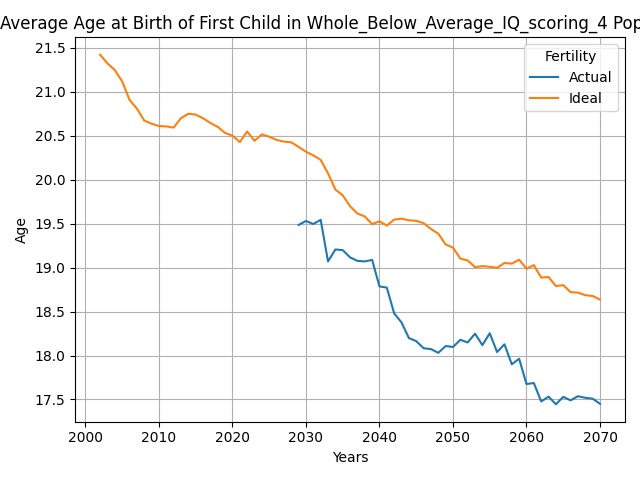 Average Age at Birth of First Child in Whole_Below_Average_IQ_scoring_4 Pop
Fertility
Actual
Ideal
21.5
21.0
20.5
20.0
19.5
19.0
18.5
18.0
17.5
Age
2000 2010 2020 2030 2040 2050 2060 2070
Years